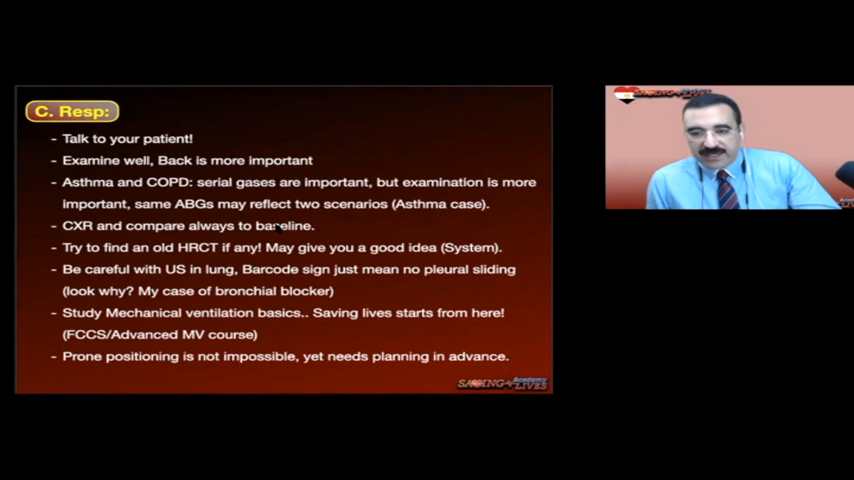 C. Resp:
- Talk to your patient!
- Examine well, Back is more important
- Asthma and COPD: serial gases are important, but examination is more
important, same ABGs may reflect two scenarios (Asthma case).
- CXR and compare always to baseline.
- Try to find an old HRCT if any! May give you a good idea (System).
- Be careful with US in lung, Barcode sign just mean no pleural sliding
(look why? My case of bronchial blocker)
- Study Mechanical ventilation basics.. Saving lives starts from here!
(FCCS/Advanced MV course)
- Prone positioning is not impossible, yet needs planning in advance.
SAVING LIVES Academy